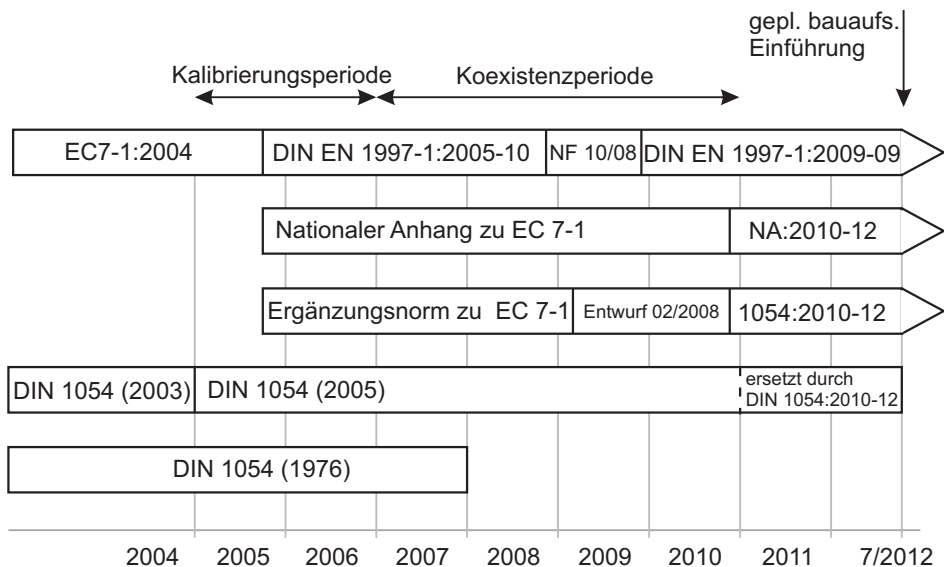 gepl. bauaufs.
Einführung
Kalibrierungsperiode
Koexistenzperiode
EC7-1:2004
DIN EN 1997-1:2005-10
NF 10/08
DIN EN 1997-1:2009-09
Nationaler Anhang zu EC 7-1
NA:2010-12
Ergänzungsnorm zu EC 7-1
Entwurf 02/2008
1054:2010-12
DIN 1054 (2003)
DIN 1054 (2005)
ersetzt durch
DIN 1054:2010-12
DIN 1054 (1976)
2004 2005 2006 2007 2008 2009 2010 2011 7/2012